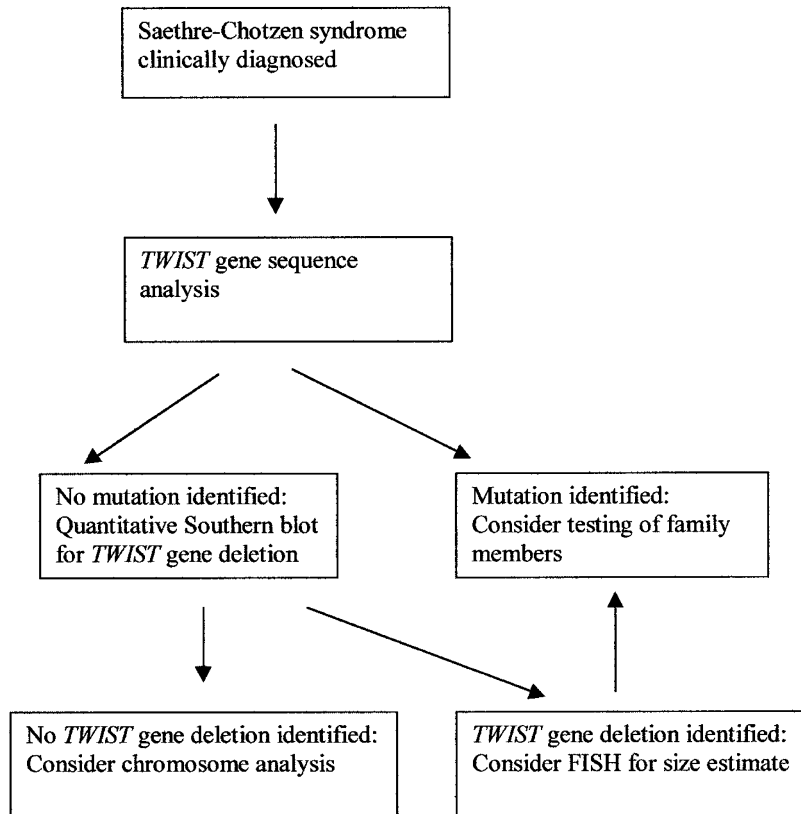 Saethre-Chotzen syndrome
clinically diagnosed
TWIST gene sequence
analysis
No mutation identified:
Quantitative Southern blot
for TWIST gene deletion
Mutation identified:
Consider testing of family
members
No TWIST gene deletion identified:
Consider chromosome analysis
TWIST gene deletion identified:
Consider FISH for size estimate